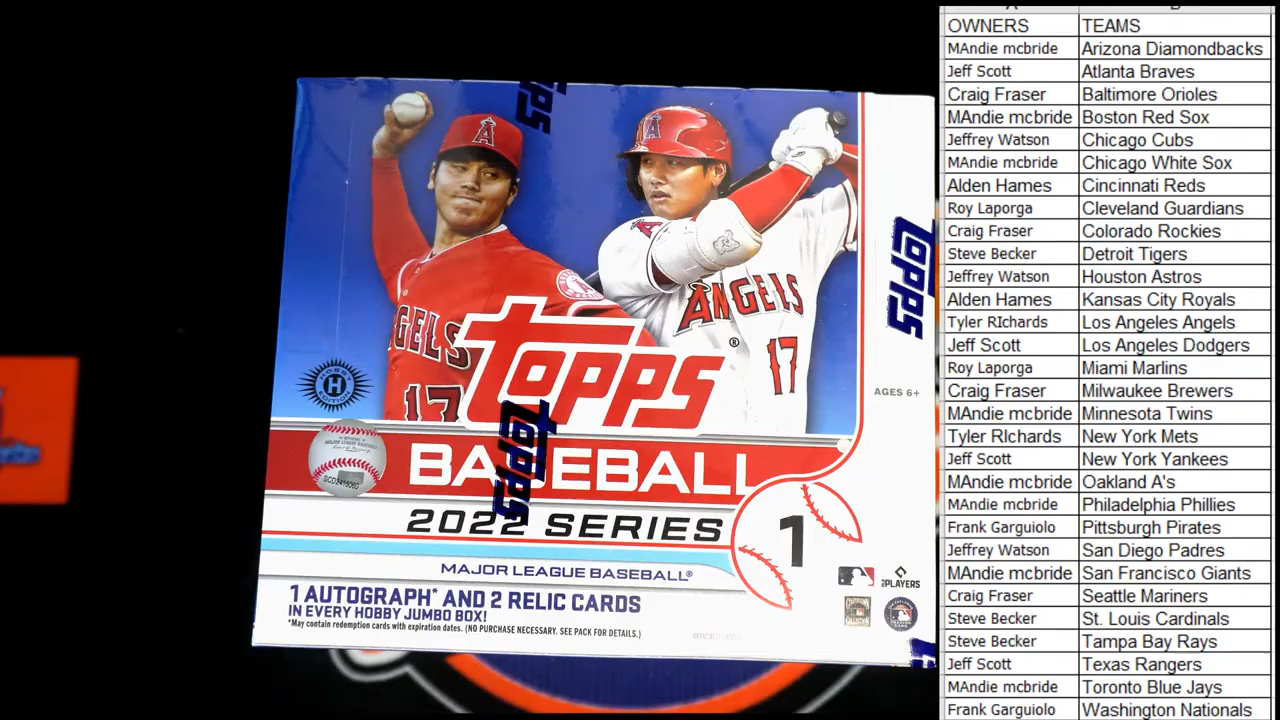 OWNERS TEAMS
MAndie mcbride Arizona Diamondbacks
Jeff Scott Atlanta Braves
Craig Fraser Baltimore Orioles
MAndie mcbride Boston Red Sox
Jeffrey Watson Chicago Cubs
MAndie mcbride Chicago White Sox
Alden Hames Cincinnati Reds
Roy Laporga Cleveland Guardians
Craig Fraser Colorado Rockies
Steve Becker Detroit Tigers
Jeffrey Watson Houston Astros
Alden Hames Kansas City Royals
Tyler RIchards Los Angeles Angels
Jeff Scott Los Angeles Dodgers
Roy Laporga Miami Marlins
Craig Fraser Milwaukee Brewers
MAndie mcbride Minnesota Twins
Tyler RIchards New York Mets
Jeff Scott New York Yankees
MAndie mcbride Oakland A's
MAndie mcbride Philadelphia Phillies
Frank Garguiolo Pittsburgh Pirates
Jeffrey Watson San Diego Padres
MAndie mcbride San Francisco Giants
Craig Fraser Seattle Mariners
Steve Becker St. Louis Cardinals
Steve Becker Tampa Bay Rays
Jeff Scott Texas Rangers
MAndie mcbride Toronto Blue Jays
Frank Garguiolo Washington Nationals
topps
A
A
ANGELS
17
GELS
17
topps
topps
HOBBY EDITION
H
topps®
AGES 6+
BASEBALL
topps
2022 SERIES
1
MAJOR LEAGUE BASEBALL®
MLB PLAYERS
1 AUTOGRAPH* AND 2 RELIC CARDS
IN EVERY HOBBY JUMBO BOX!
*May contain redemption cards with expiration dates. (NO PURCHASE NECESSARY. SEE PACK FOR DETAILS.)